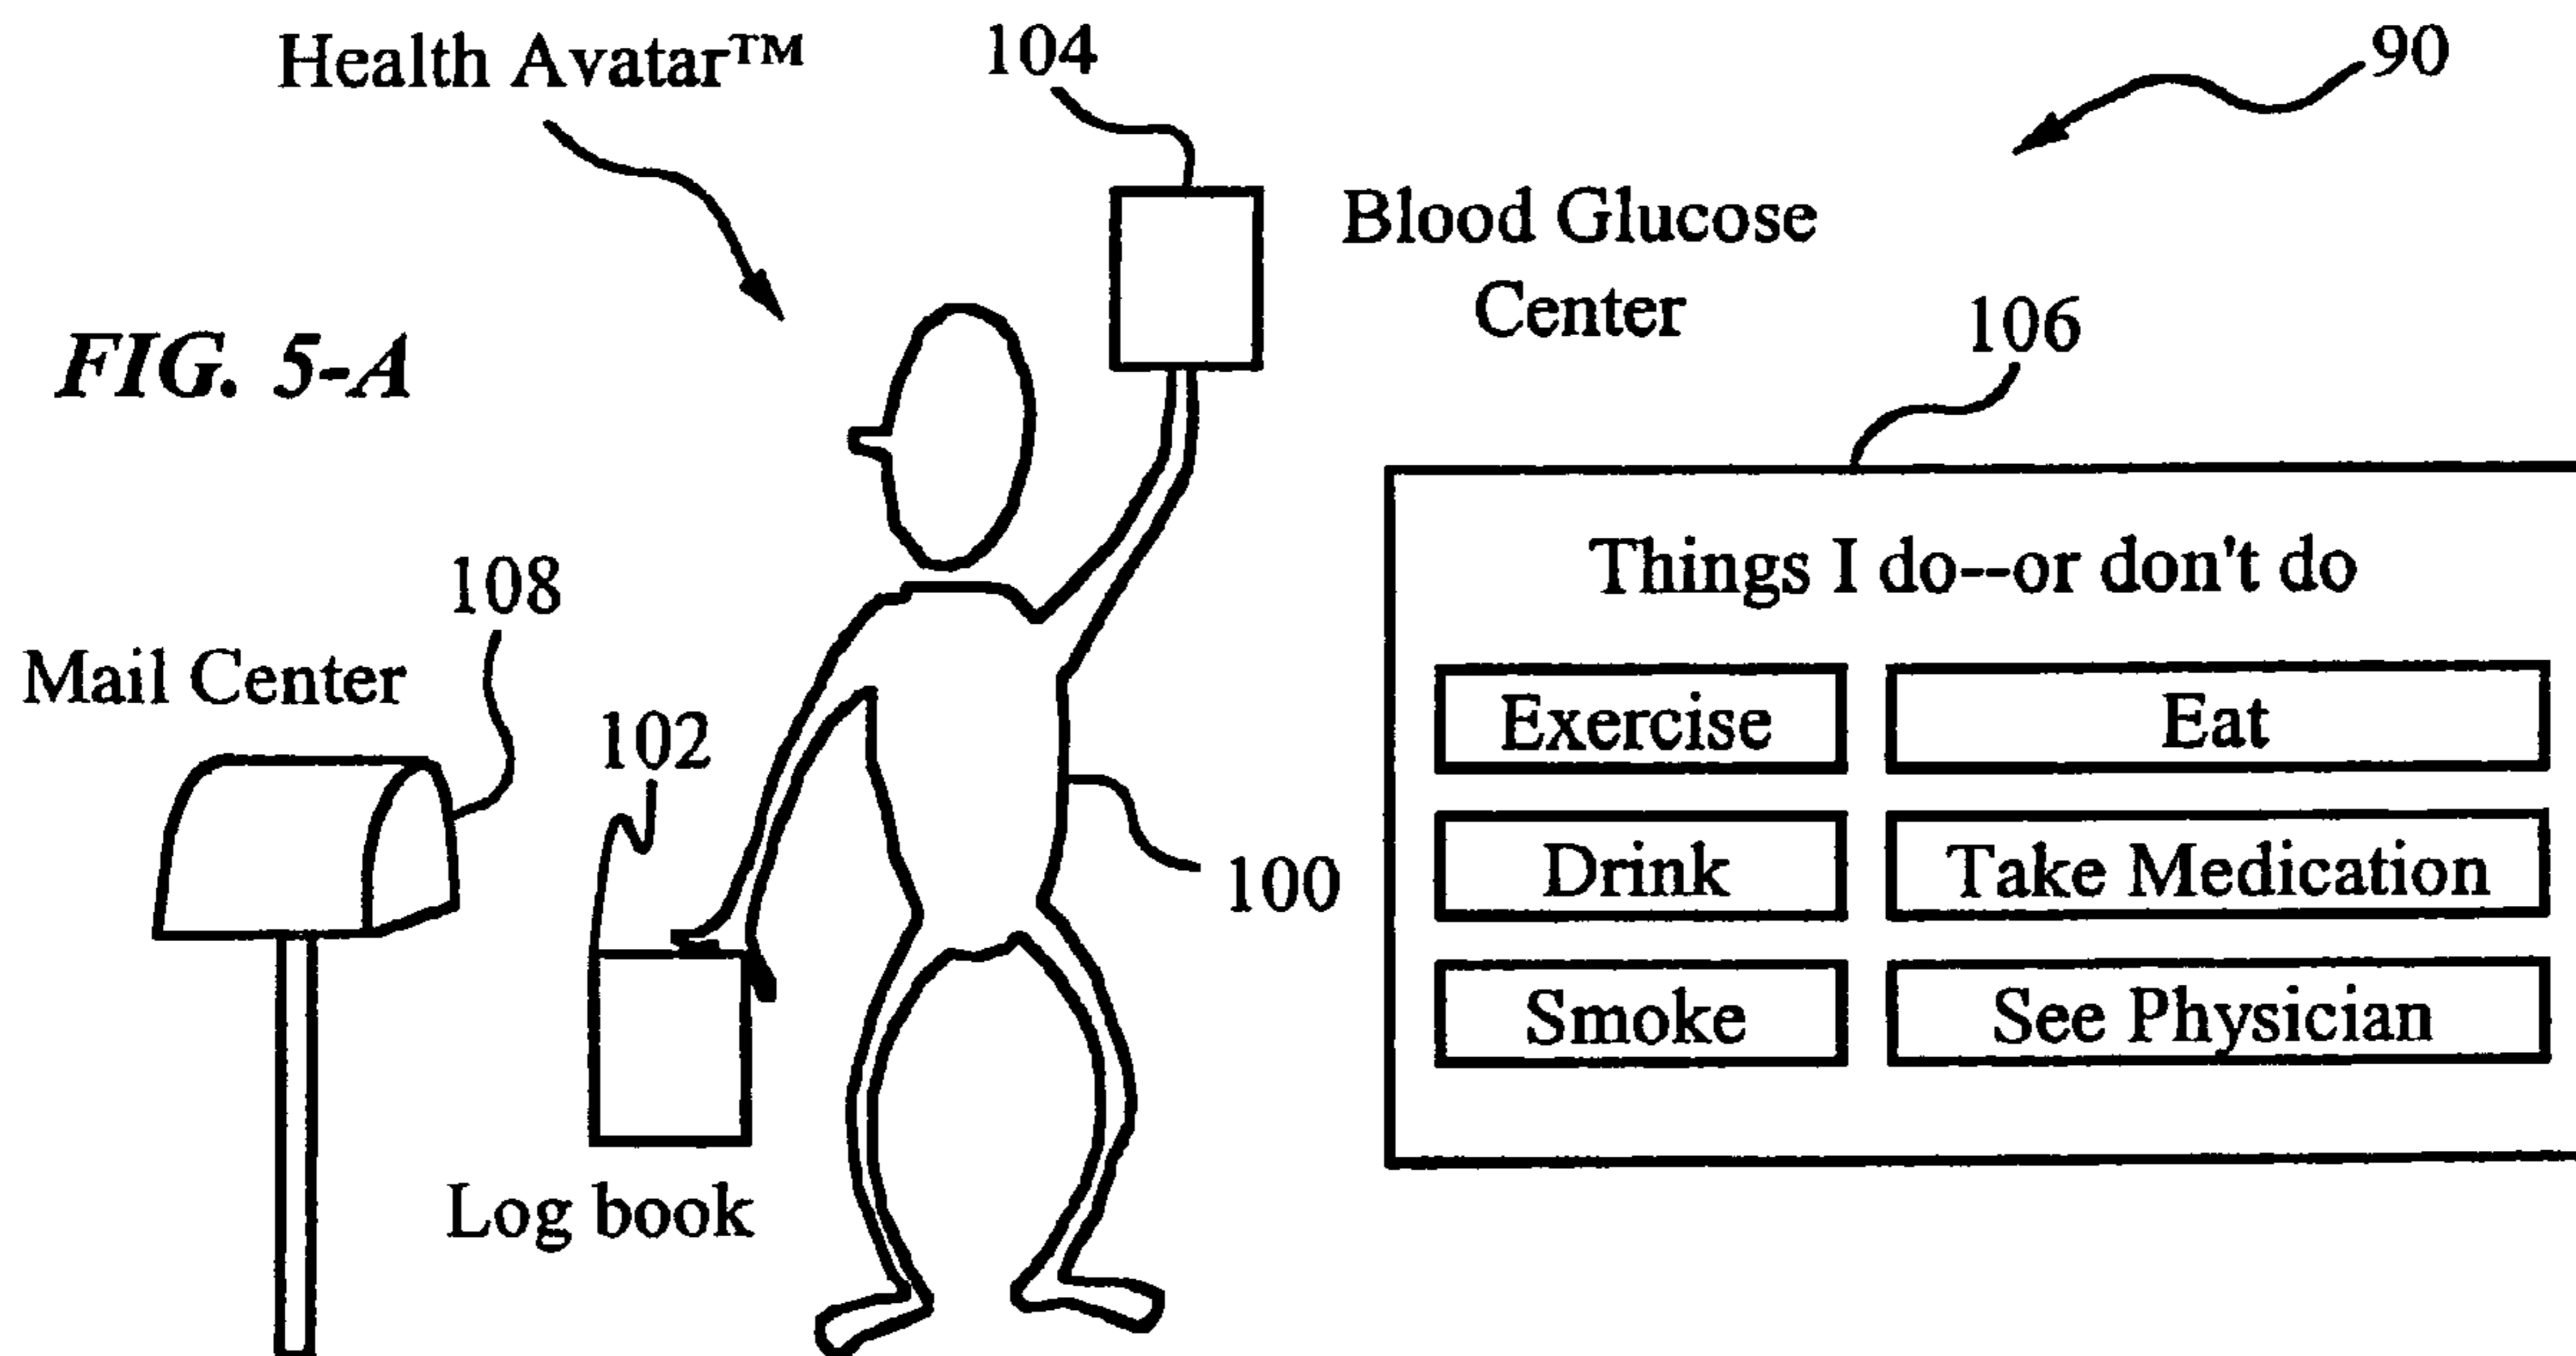 Health Avatar™
104
90
Blood Glucose
Center
FIG. 5-A
106
Things I do--or don't do
108
Mail Center
Exercise
Eat
102
Drink
Take Medication
100
Smoke
See Physician
Log book